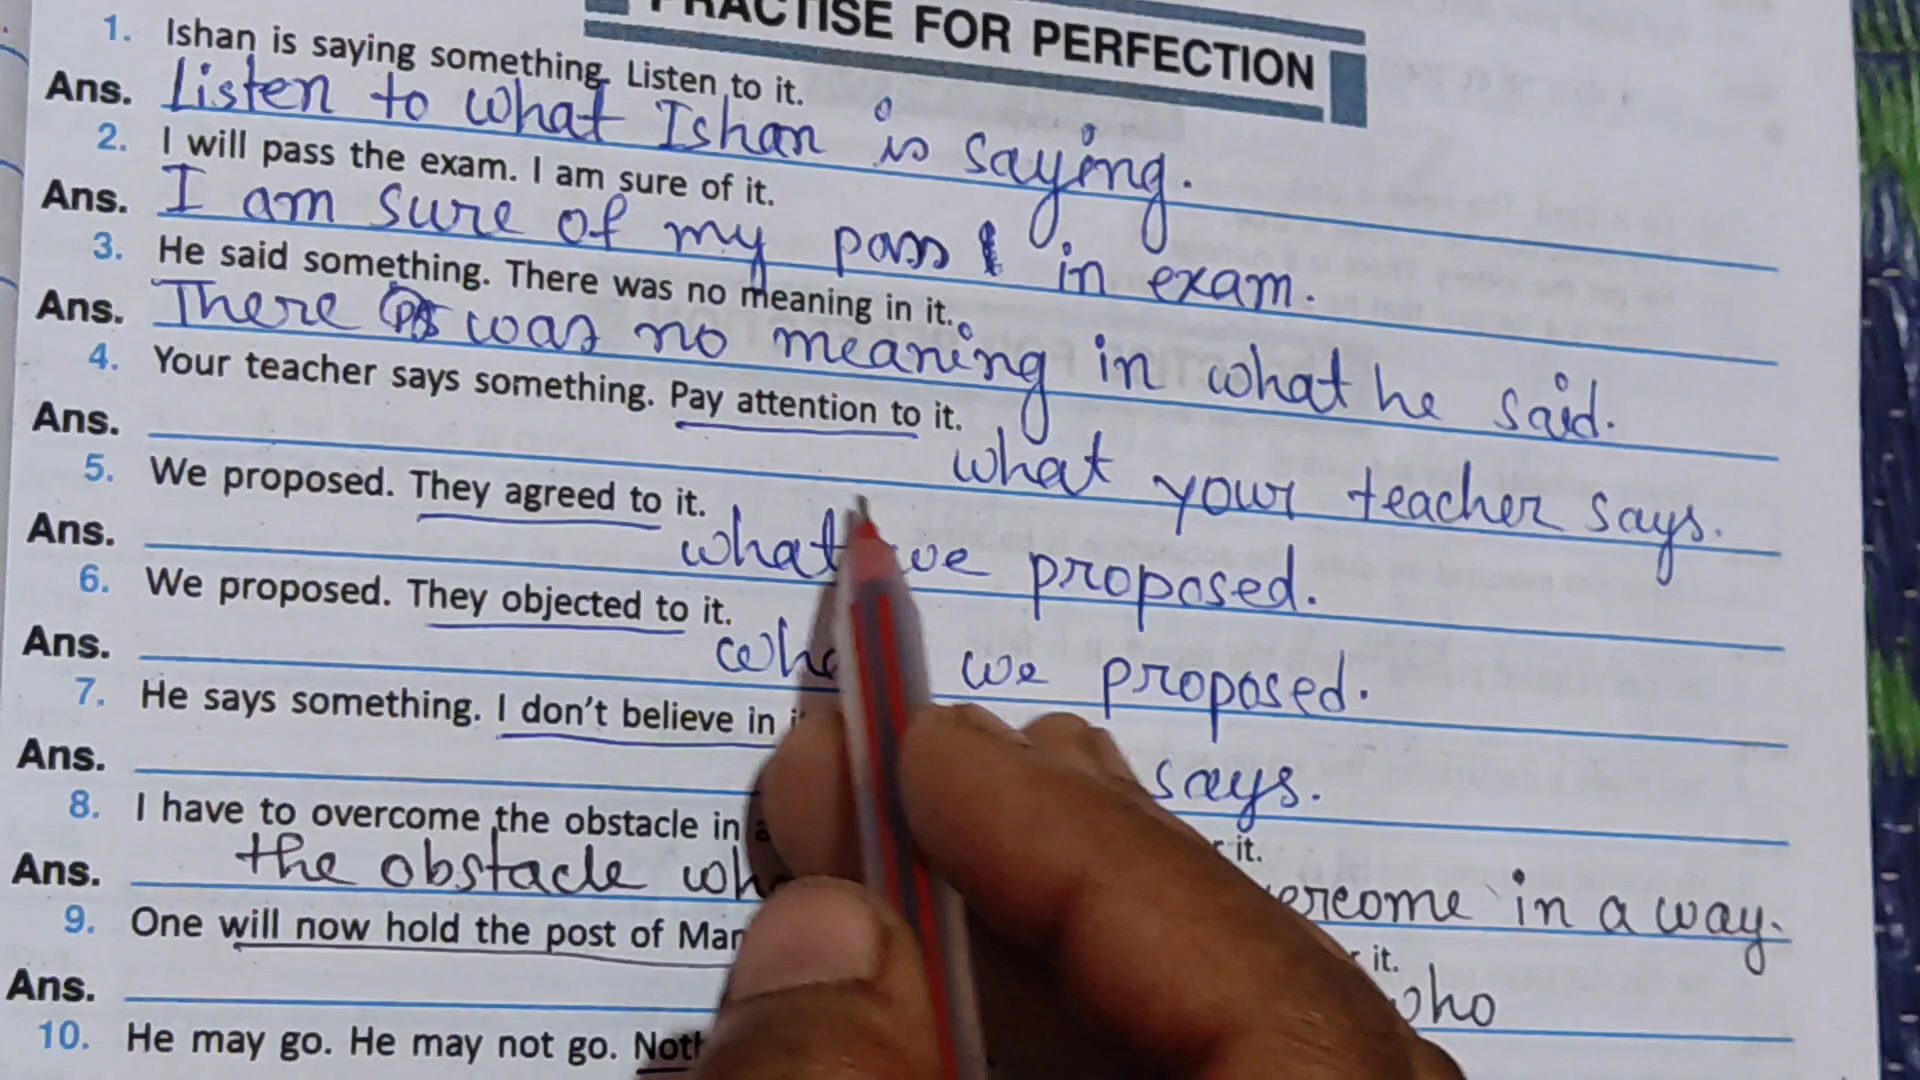 PRACTISE FOR PERFECTION
1. Ishan is saying something. Listen to it.
Ans. Listen to what Ishan is saying.
2. I will pass the exam. I am sure of it.
Ans. I am sure of my pass in exam.
3. He said something. There was no meaning in it.
Ans. There was no meaning in what he said.
4. Your teacher says something. Pay attention to it.
Ans. what your teacher says.
5. We proposed. They agreed to it.
Ans. what we proposed.
6. We proposed. They objected to it.
Ans. we proposed.
7. He says something. I don't believe in
Ans. says.
8. I have to overcome the obstacle in it.
Ans. the obstacle in a way.
9. One will now hold the post of it.
Ans. who
10. He may go. He may not go.